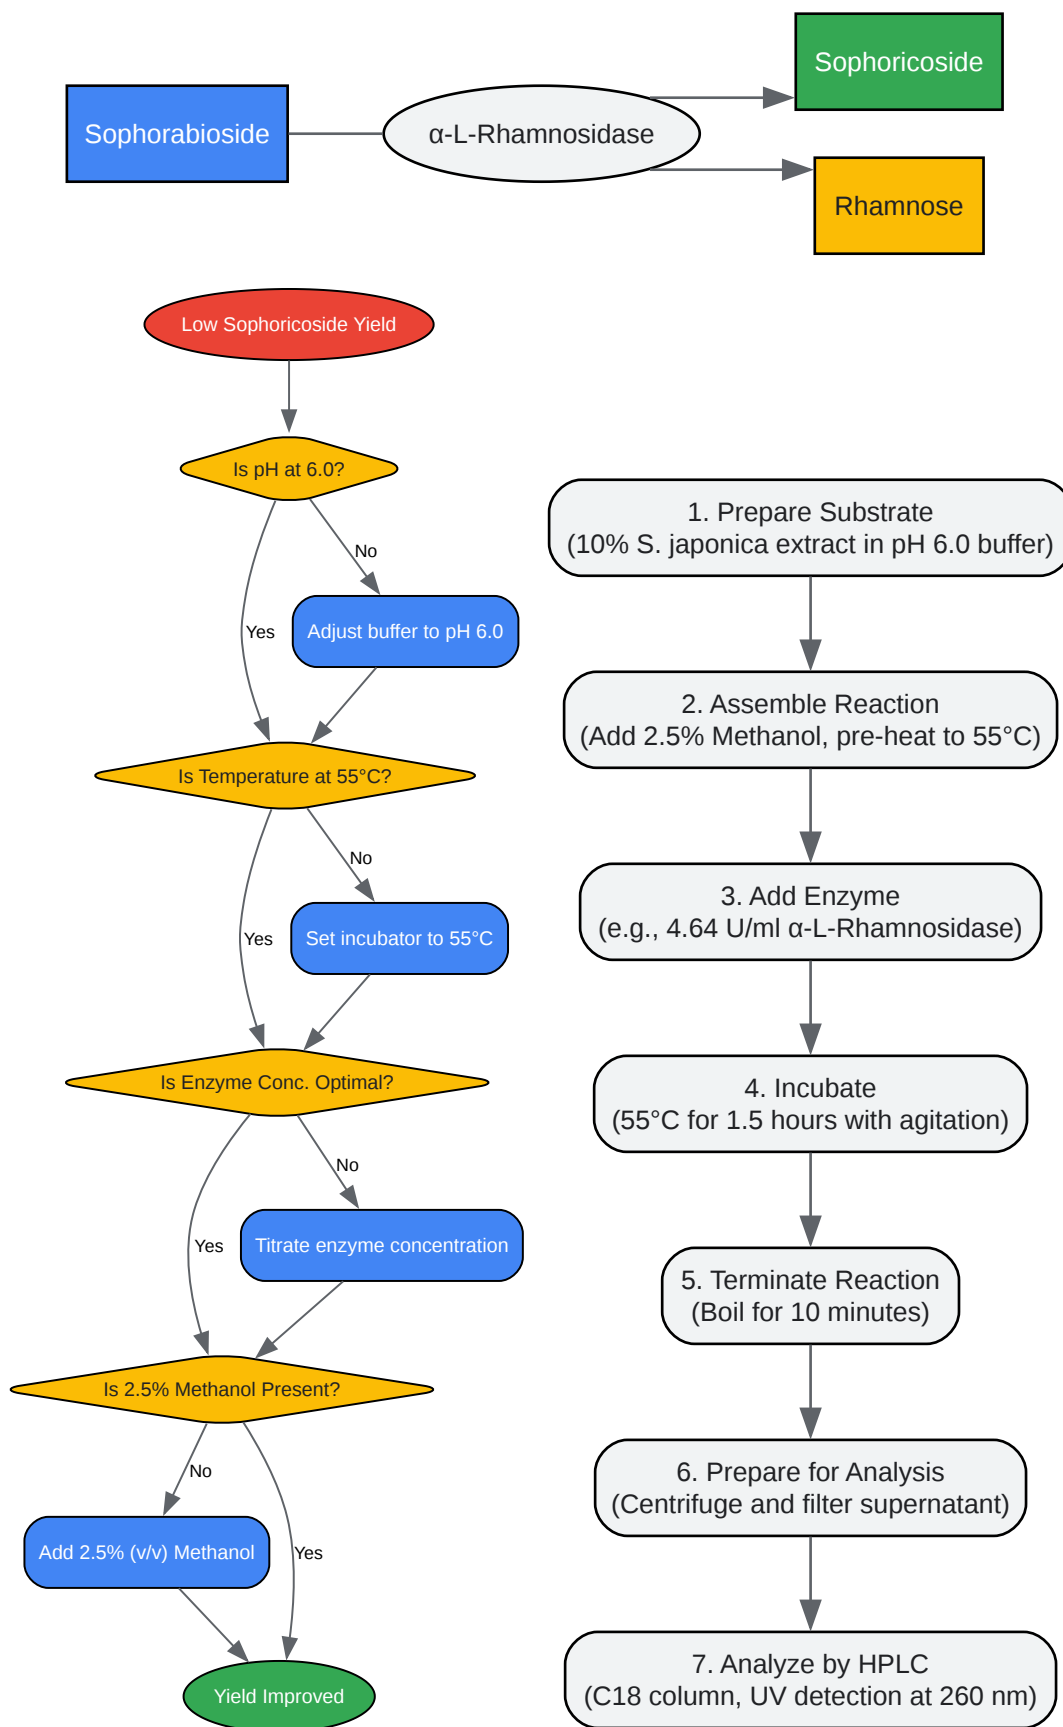 Sophorabioside
α-L-Rhamnosidase
Sophoricoside
Rhamnose
Low Sophoricoside Yield
Is pH at 6.0?
No
Yes
Adjust buffer to pH 6.0
Is Temperature at 55°C?
No
Yes
Set incubator to 55°C
Is Enzyme Conc. Optimal?
No
Yes
Titrate enzyme concentration
Is 2.5% Methanol Present?
No
Yes
Add 2.5% (v/v) Methanol
Yield Improved
1. Prepare Substrate
(10% S. japonica extract in pH 6.0 buffer)
2. Assemble Reaction
(Add 2.5% Methanol, pre-heat to 55°C)
3. Add Enzyme
(e.g., 4.64 U/ml α-L-Rhamnosidase)
4. Incubate
(55°C for 1.5 hours with agitation)
5. Terminate Reaction
(Boil for 10 minutes)
6. Prepare for Analysis
(Centrifuge and filter supernatant)
7. Analyze by HPLC
(C18 column, UV detection at 260 nm)